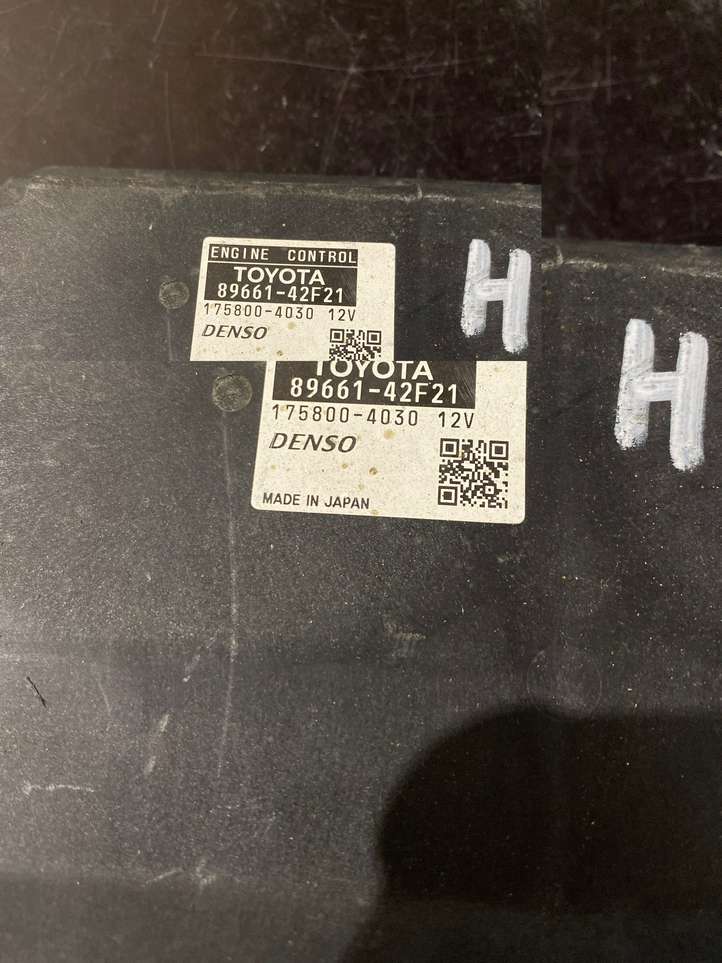 ENGINE CONTROL
TOYOTA
89661-42F21
175800-4030 12V
DENSO
H
TOYOTA
89661-42F21
175800-4030 12V
DENSO
MADE IN JAPAN
H